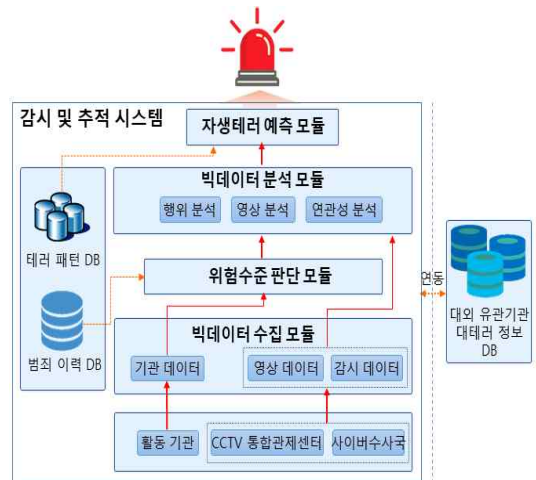 감시 및 추적 시스템
자생테러 예측 모듈
빅데이터 분석 모듈
행위 분석
영상 분석
연관성 분석
테러 패턴 DB
위험수준 판단 모듈
범죄 이력 DB
빅데이터 수집 모듈
기관 데이터
영상 데이터
감시 데이터
활동 기관
CCTV 통합관제센터
사이버수사국
연동
대외 유관기관
대테러 정보
DB